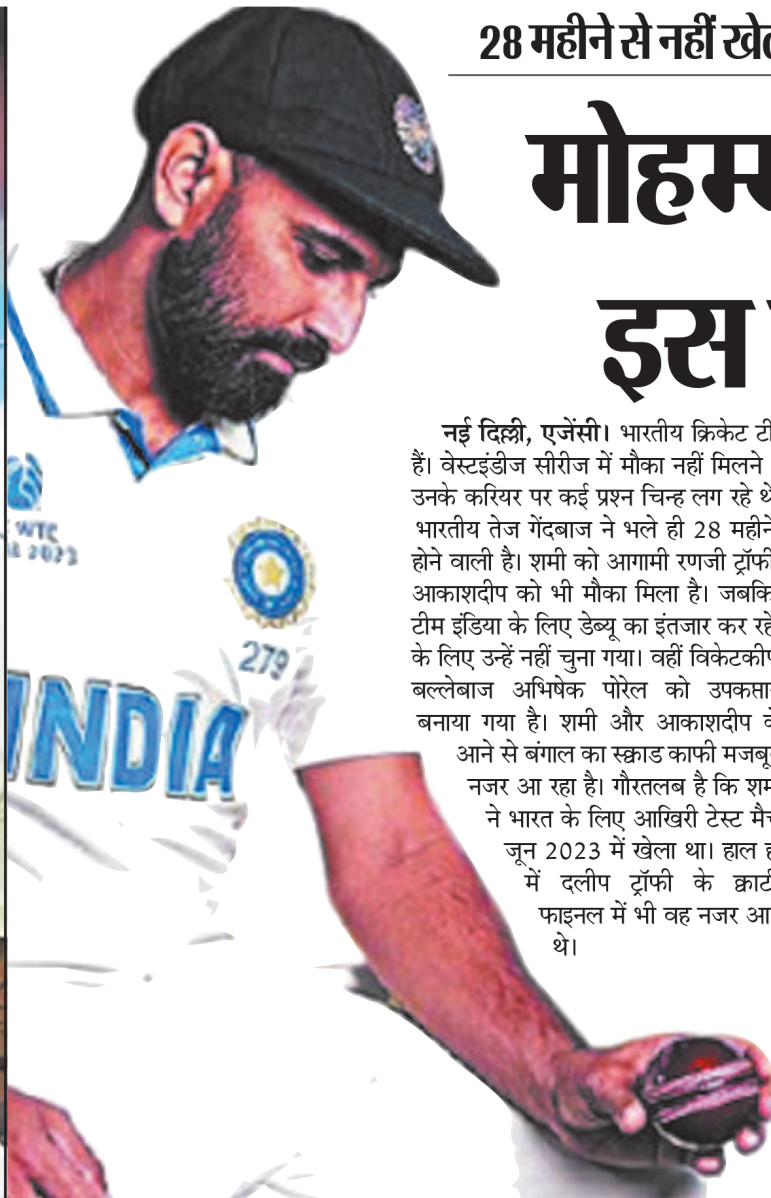 28 महीने से नहीं खेल
मोहम्म
इस
नई दिल्ली, एजेंसी। भारतीय क्रिकेट टी
हैं। वेस्टइंडीज सीरीज में मौका नहीं मिलने
उनके करियर पर कई प्रश्न चिन्ह लग रहे थे
भारतीय तेज गेंदबाज ने भले ही 28 महीने
होने वाली है। शमी को आगामी रणजी ट्रॉफी
आकाशदीप को भी मौका मिला है। जबकि
टीम इंडिया के लिए डेब्यू का इंतजार कर रहे
के लिए उन्हें नहीं चुना गया। वहीं विकेटकीप
बल्लेबाज अभिषेक पोरेल को उपकप्तान
बनाया गया है। शमी और आकाशदीप के
आने से बंगाल का स्क्वाड काफी मजबूत
नजर आ रहा है। गौरतलब है कि शमी
ने भारत के लिए आखिरी टेस्ट मैच
जून 2023 में खेला था। हाल ही
में दलीप ट्रॉफी के क्वार्टर
फाइनल में भी वह नजर आए
थे।
WTC
2023
279
INDIA